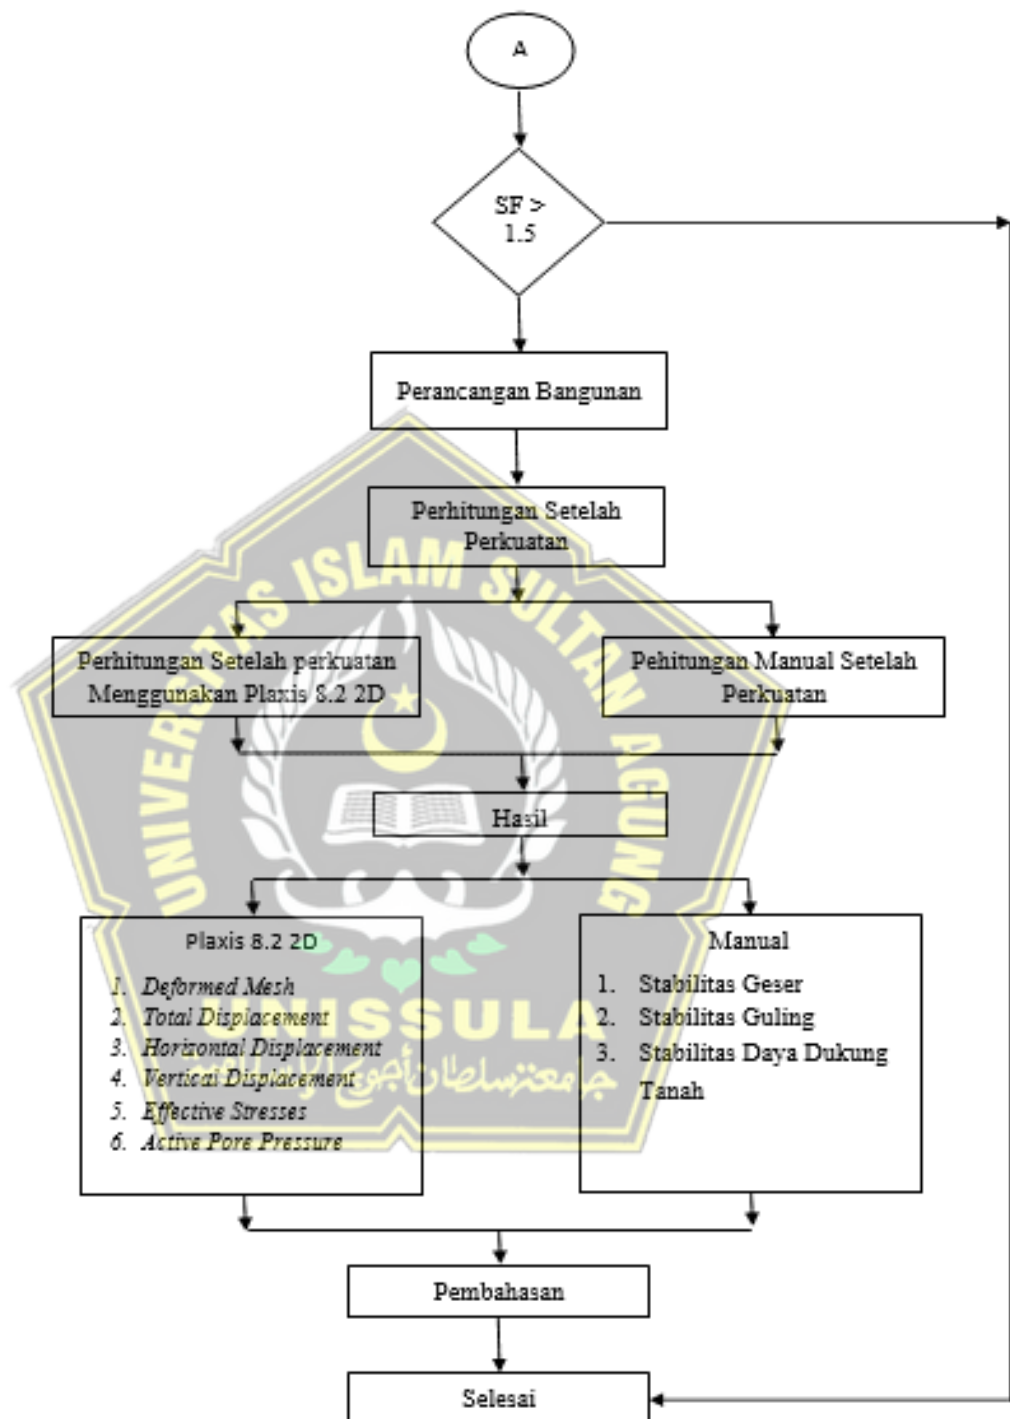 A
SF >
1.5
Perancangan Bangunan
Perhitungan Setelah
Perkuatan
Perhitungan Setelah perkuatan
Menggunakan Plaxis 8.2 2D
Pehitungan Manual Setelah
Perkuatan
Hasil
Plaxis 8.2 2D
1. Deformed Mesh
2. Total Displacement
3. Horizontal Displacement
4. Vertical Displacement
5. Effective Stresses
6. Active Pore Pressure
Manual
1. Stabilitas Geser
2. Stabilitas Guling
3. Stabilitas Daya Dukung
Tanah
Pembahasan
Selesai
UNIVERSITAS ISLAM SULTAN AGUNG
UNISSULA
جامعة سلطان أجونج الإسلامية